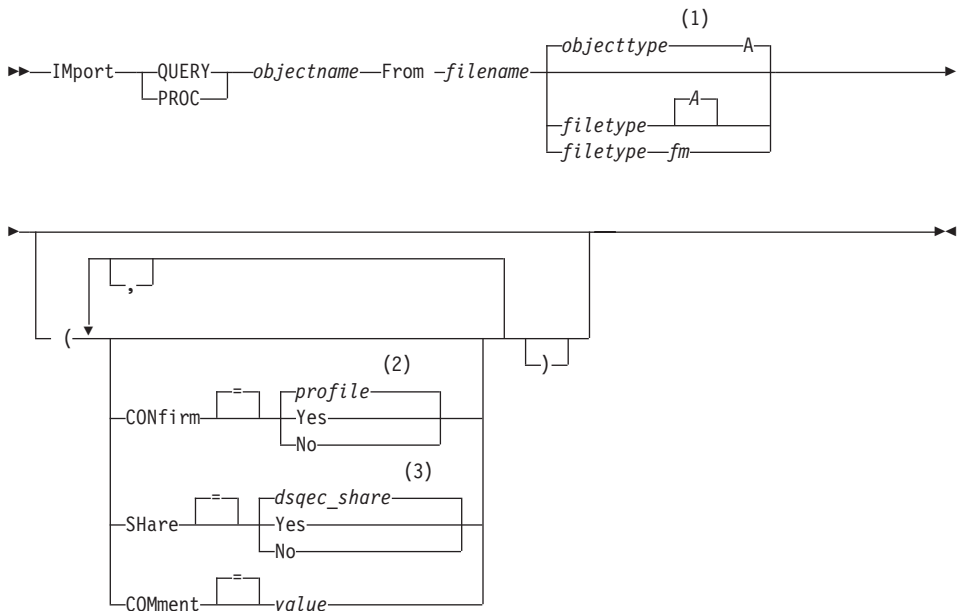 (1)
objecttype A
IMport QUERY objectname From filename
PROC
A
filetype
filetype fm
,
(
)
(2)
= profile
CONfirm Yes
No
(3)
= dsqec_share
SHare Yes
No
=
COMment value